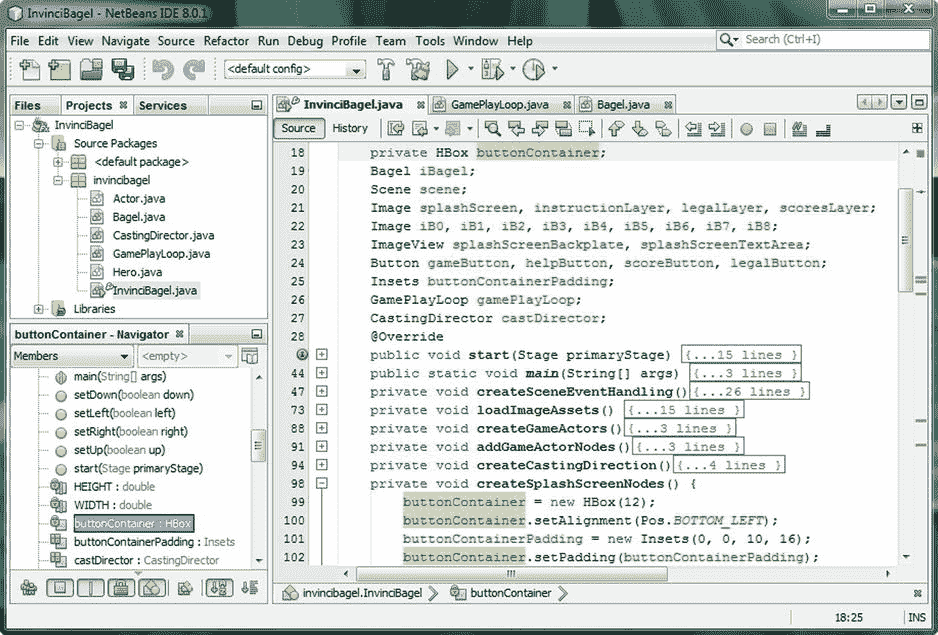 InvinciBagel - NetBeans IDE 8.0.1
File Edit View Navigate Source Refactor Run Debug Profile Team Tools Window Help
Search (Ctrl+I)
<default config>
Files Projects Services
InvinciBagel
Source Packages
<default package>
invincibagel
Actor.java
Bagel.java
CastingDirector.java
GamePlayLoop.java
Hero.java
InvinciBagel.java
Libraries
buttonContainer - Navigator
Members <empty>
main(String[] args)
setDown(boolean down)
setLeft(boolean left)
setRight(boolean right)
setUp(boolean up)
start(Stage primaryStage)
HEIGHT : double
WIDTH : double
buttonContainer : HBox
buttonContainerPadding : Insets
castDirector : CastingDirector
InvinciBagel.java GamePlayLoop.java Bagel.java
Source History
18 private HBox buttonContainer;
19 Bagel iBagel;
20 Scene scene;
21 Image splashScreen, instructionLayer, legalLayer, scoresLayer;
22 Image iB0, iB1, iB2, iB3, iB4, iB5, iB6, iB7, iB8;
23 ImageView splashScreenBackplate, splashScreenTextArea;
24 Button gameButton, helpButton, scoreButton, legalButton;
25 Insets buttonContainerPadding;
26 GamePlayLoop gamePlayLoop;
27 CastingDirector castDirector;
28 @Override
public void start(Stage primaryStage) {...15 lines }
44 public static void main(String[] args) {...3 lines }
47 private void createSceneEventHandling() {...26 lines }
73 private void loadImageAssets() {...15 lines }
88 private void createGameActors() {...3 lines }
91 private void addGameActorNodes() {...3 lines }
94 private void createCastingDirection() {...4 lines }
98 private void createSplashScreenNodes() {
99 buttonContainer = new HBox(12);
100 buttonContainer.setAlignment(Pos.BOTTOM_LEFT);
101 buttonContainerPadding = new Insets(0, 0, 10, 16);
102 buttonContainer.setPadding(buttonContainerPadding);
invincibagel.InvinciBagel buttonContainer
18:25 INS